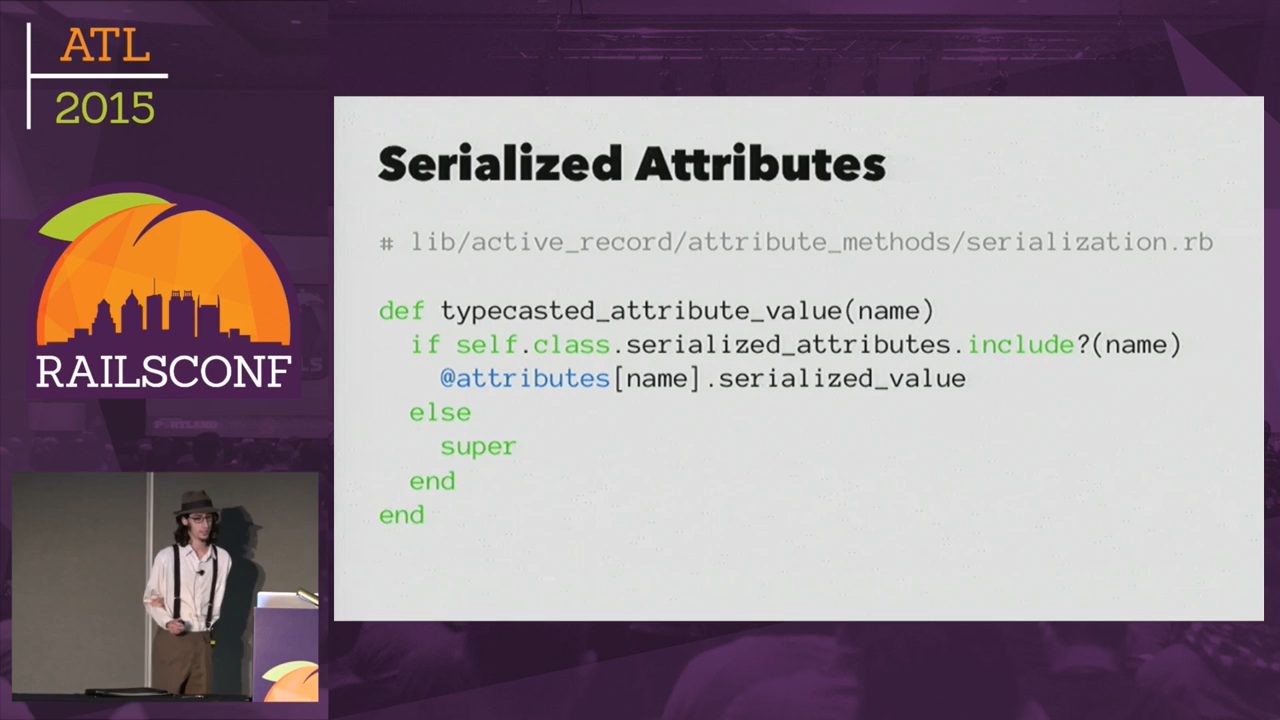 ATL
2015
RAILSCONF
Serialized Attributes
# lib/active_record/attribute_methods/serialization.rb
def typecasted_attribute_value(name)
if self.class.serialized_attributes.include?(name)
@attributes[name].serialized_value
else
super
end
end